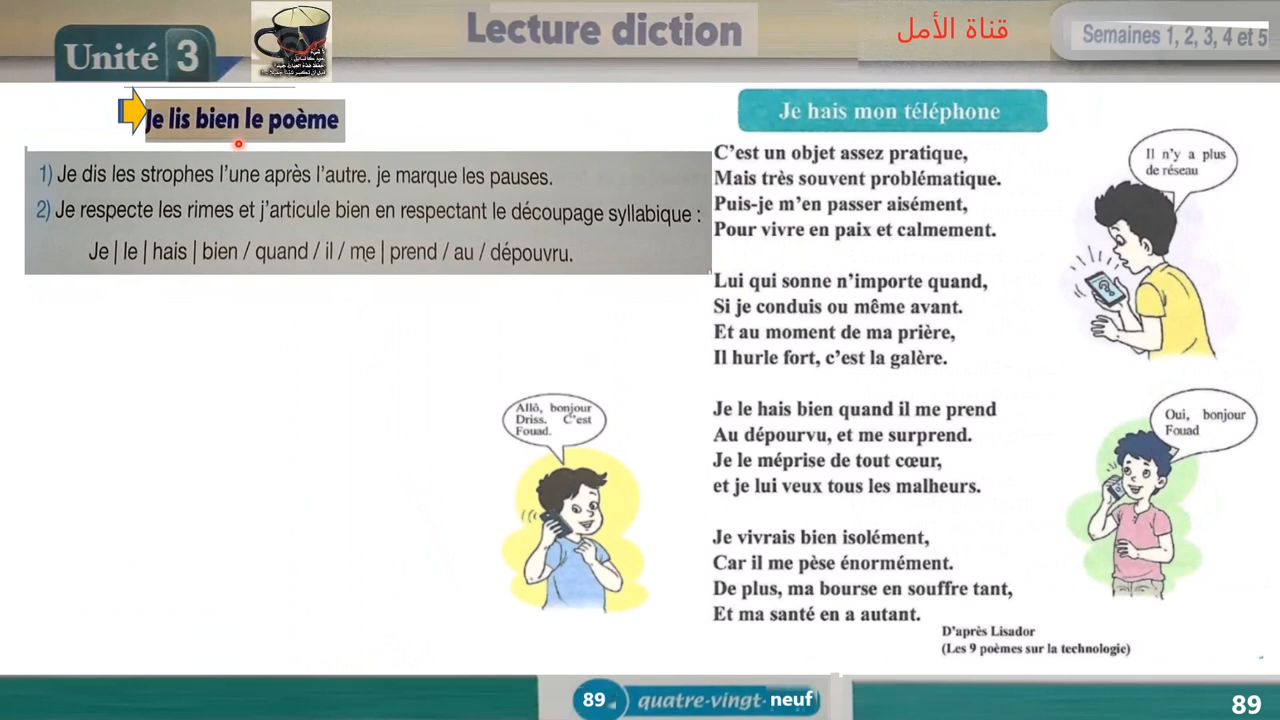 Unité 3
Lecture diction
قناة الأمل
Semaines 1, 2, 3, 4 et 5
Je lis bien le poème
1) Je dis les strophes l'une après l'autre. je marque les pauses.
2) Je respecte les rimes et j'articule bien en respectant le découpage syllabique :
Je | le | hais | bien / quand / il / me | prend / au / dépouvru.
Je hais mon téléphone
C'est un objet assez pratique,
Mais très souvent problématique.
Puis-je m'en passer aisément,
Pour vivre en paix et calmement.
Lui qui sonne n'importe quand,
Si je conduis ou même avant.
Et au moment de ma prière,
Il hurle fort, c'est la galère.
Je le hais bien quand il me prend
Au dépourvu, et me surprend.
Je le méprise de tout cœur,
et je lui veux tous les malheurs.
Je vivrais bien isolément,
Car il me pèse énormément.
De plus, ma bourse en souffre tant,
Et ma santé en a autant.
D'après Lisador
(Les 9 poèmes sur la technologie)
Il n'y a plus
de réseau
Allô, bonjour
Driss. C'est
Fouad.
Oui, bonjour
Fouad
89 quatre-vingt-neuf
89